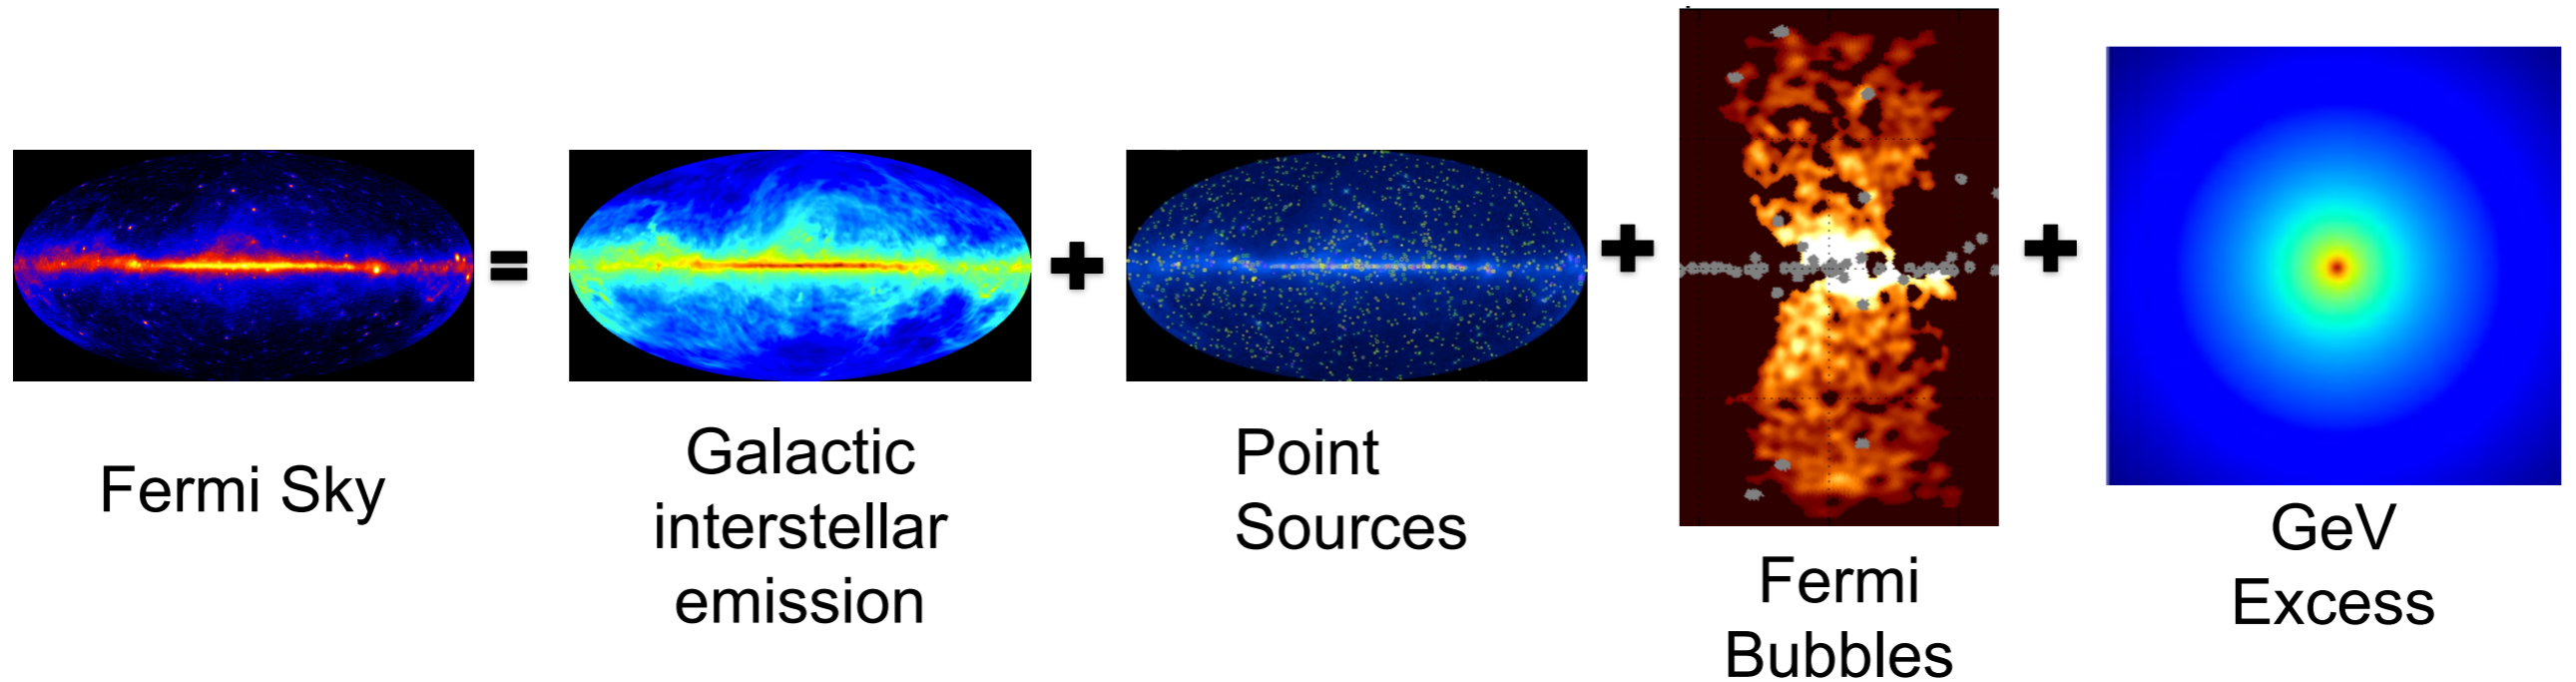 Fermi Sky
=
Galactic
interstellar
emission
+
Point
Sources
+
Fermi
Bubbles
+
GeV
Excess